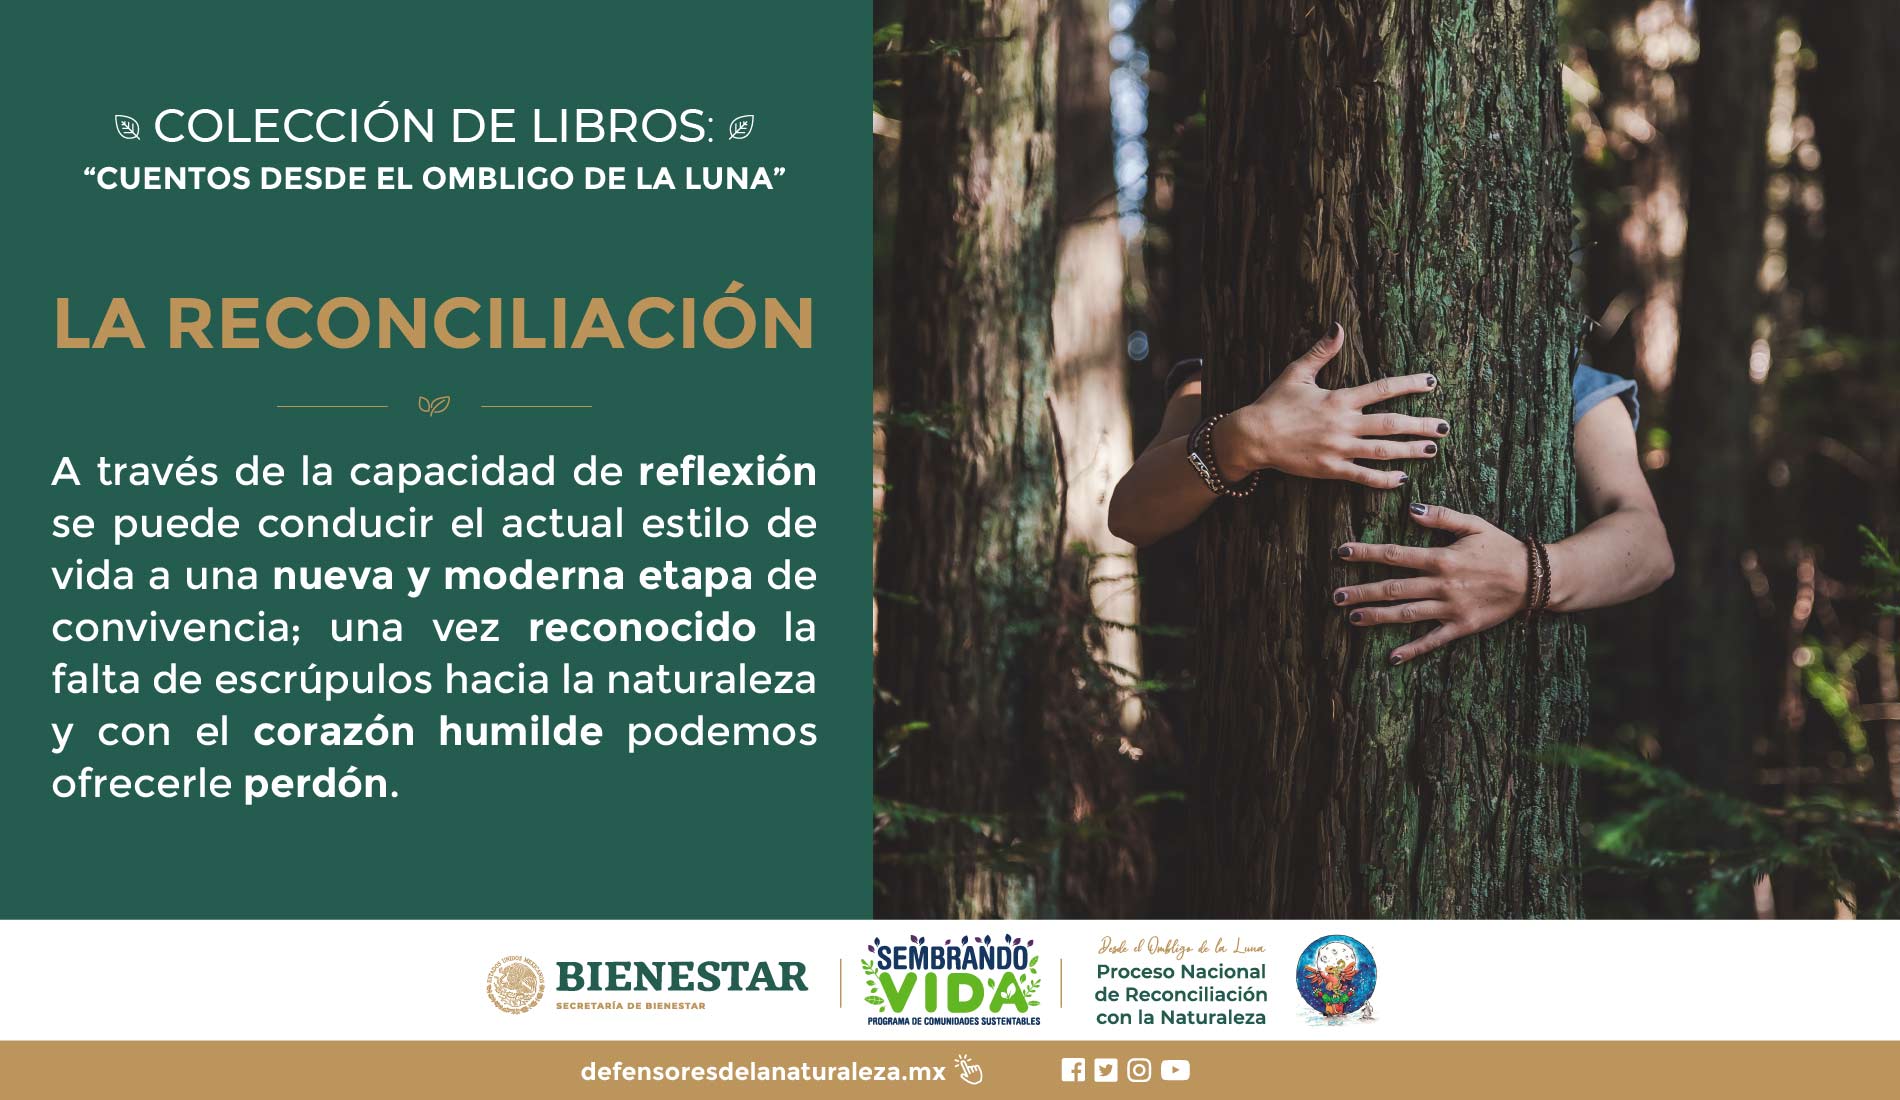 COLECCIÓN DE LIBROS:
“CUENTOS DESDE EL OMBLIGO DE LA LUNA”
LA RECONCILIACIÓN
A través de la capacidad de reflexión
se puede conducir el actual estilo de
vida a una nueva y moderna etapa de
convivencia; una vez reconocido la
falta de escrúpulos hacia la naturaleza
y con el corazón humilde podemos
ofrecerle perdón.
ESTADOS UNIDOS MEXICANOS
BIENESTAR
SECRETARÍA DE BIENESTAR
SEMBRANDO
VIDA
PROGRAMA DE COMUNIDADES SUSTENTABLES
Desde el Ombligo de la Luna
Proceso Nacional
de Reconciliación
con la Naturaleza
defensoresdelanaturaleza.mx